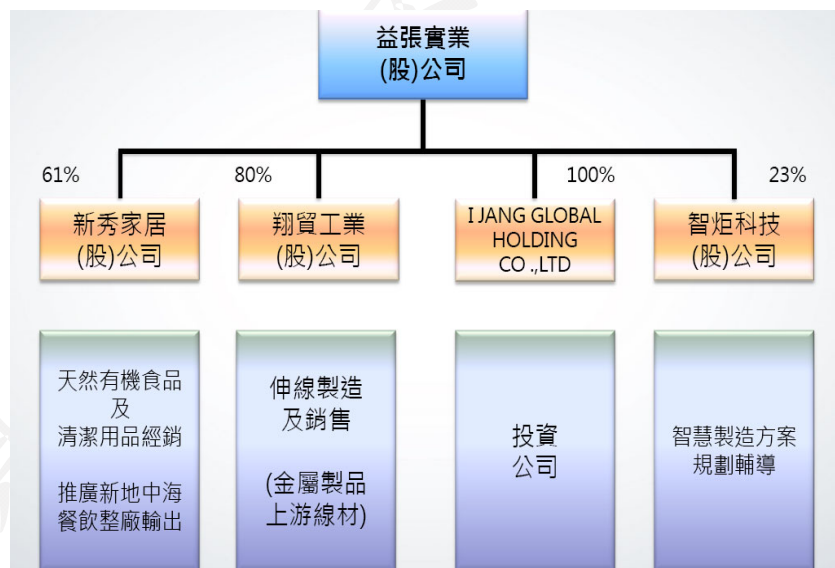 益張實業
(股)公司
61%
80%
100%
23%
新秀家居
(股)公司
翔貿工業
(股)公司
I JANG GLOBAL
HOLDING
CO .,LTD
智炬科技
(股)公司
天然有機食品
及
清潔用品經銷
推廣新地中海
餐飲整廠輸出
伸線製造
及銷售
(金屬製品
上游線材)
投資
公司
智慧製造方案
規劃輔導